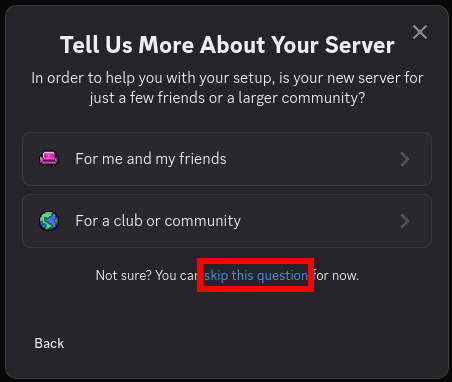 Tell Us More About Your Server
In order to help you with your setup, is your new server for
just a few friends or a larger community?
For me and my friends
For a club or community
Not sure? You can skip this question for now.
Back